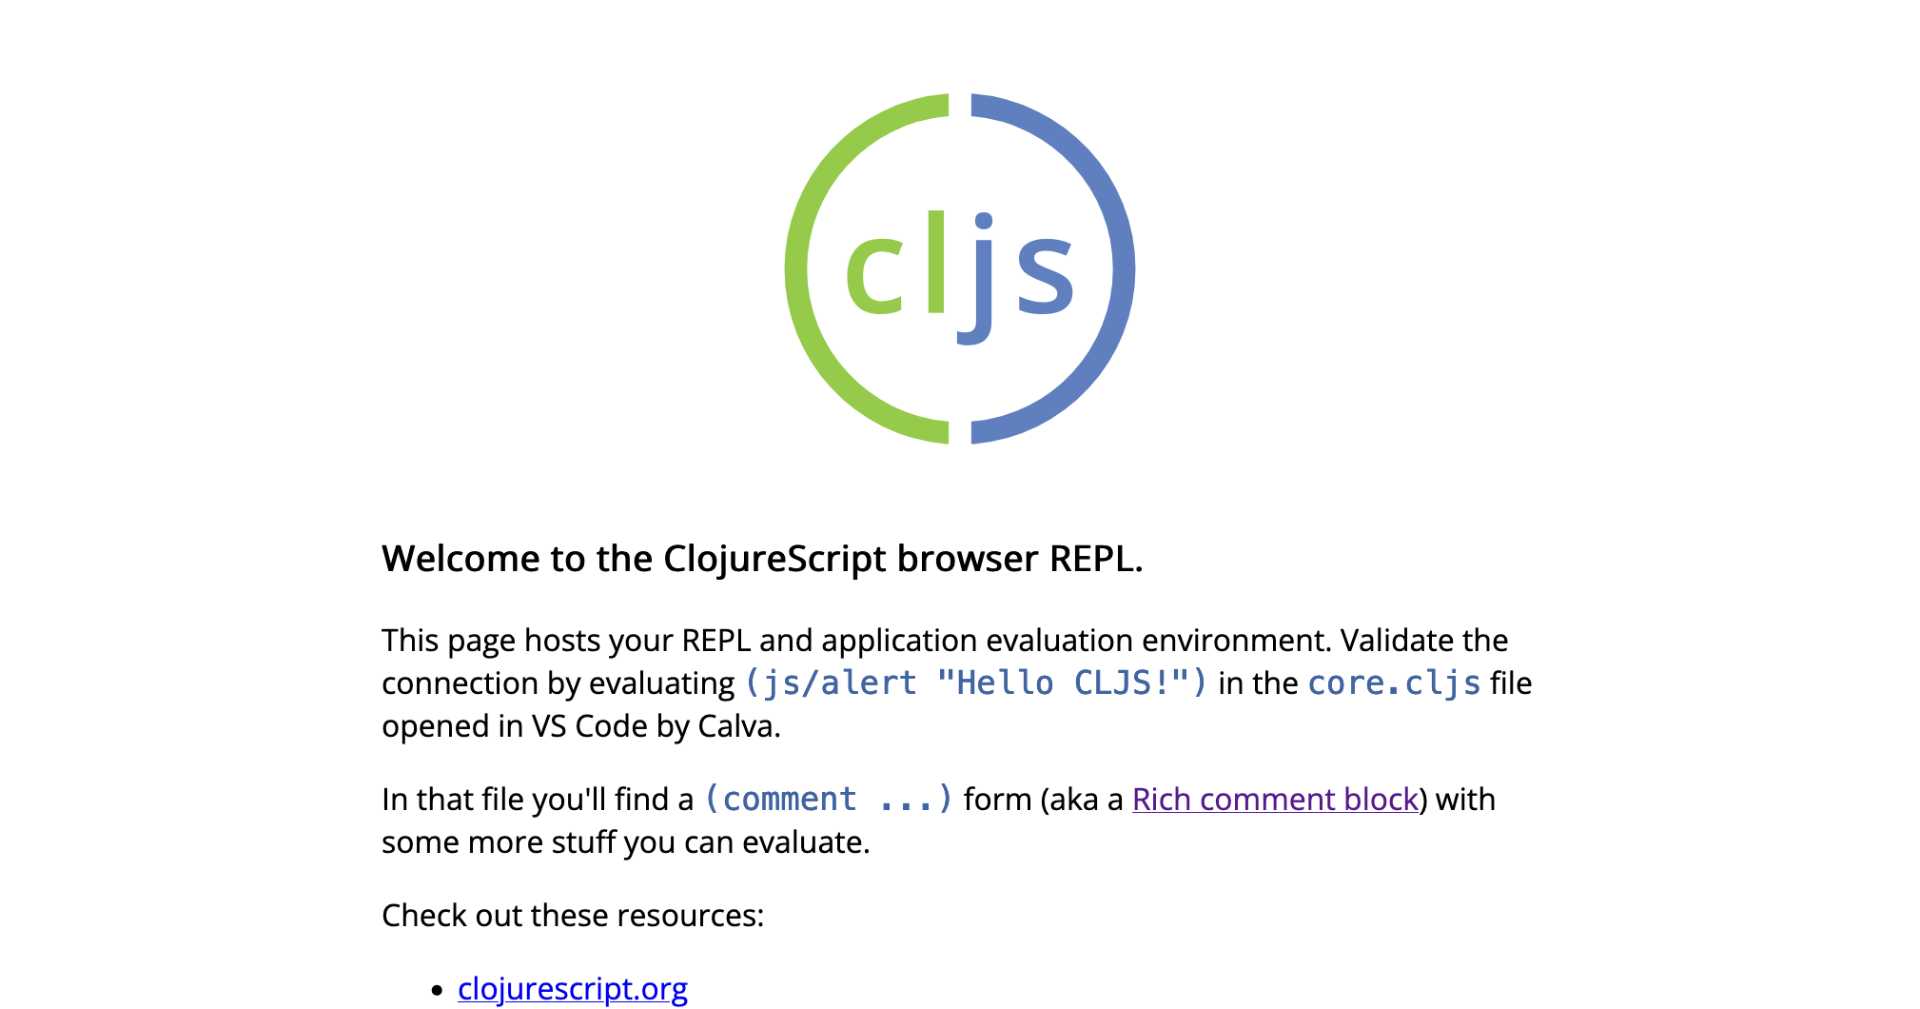 cljs
Welcome to the ClojureScript browser REPL.
This page hosts your REPL and application evaluation environment. Validate the
connection by evaluating (js/alert "Hello CLJS!") in the core.cljs file
opened in VS Code by Calva.
In that file you'll find a (comment ...) form (aka a Rich comment block) with
some more stuff you can evaluate.
Check out these resources:
• clojurescript.org